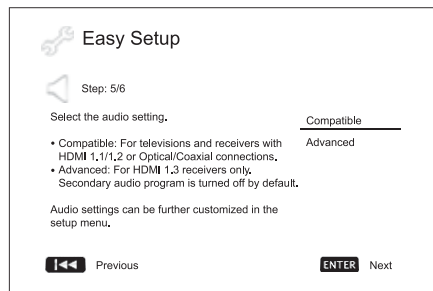 Easy Setup
Step: 5/6
Select the audio setting.
Compatible
• Compatible: For televisions and receivers with
HDMI 1.1/1.2 or Optical/Coaxial connections.
Advanced
• Advanced: For HDMI 1.3 receivers only.
Secondary audio program is turned off by default.
Audio settings can be further customized in the
setup menu.
Previous
ENTER Next